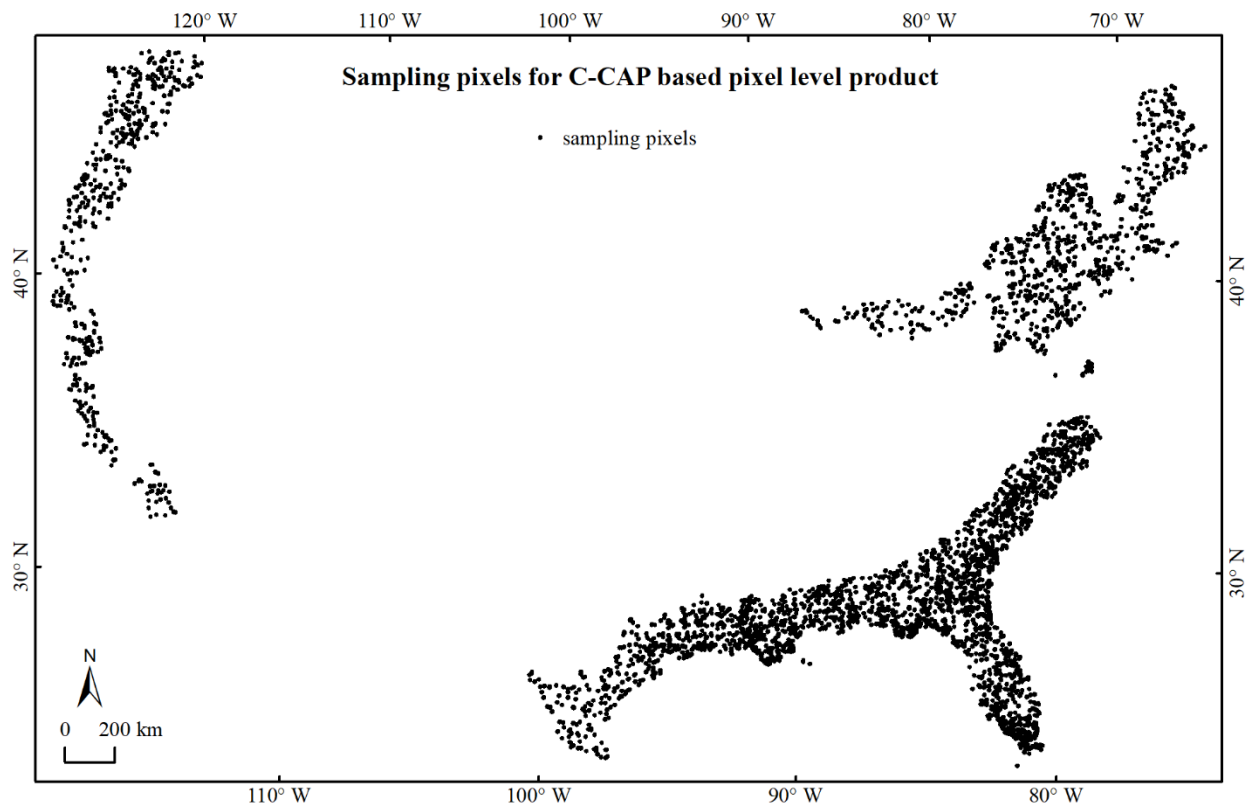 120° W 110° W 100° W 90° W 80° W 70° W
Sampling pixels for C-CAP based pixel level product
sampling pixels
40° N 40° N
30° N 30° N
N
0 200 km
110° W 100° W 90° W 80° W